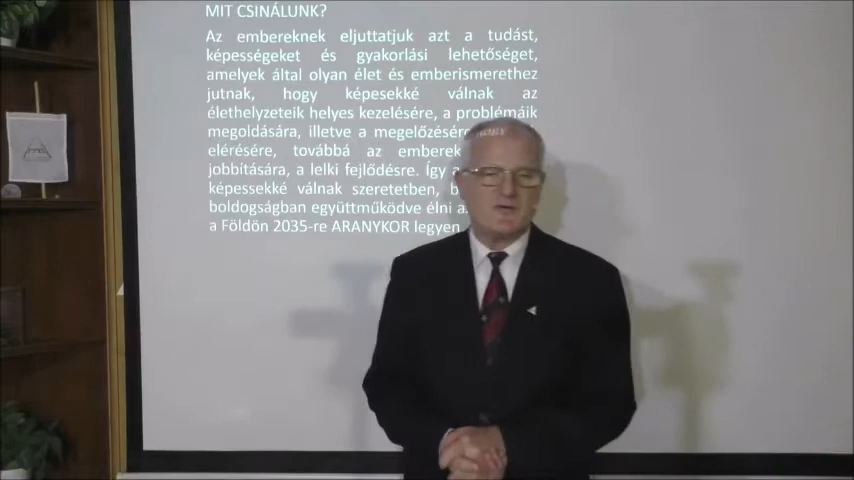 MIT CSINÁLUNK?
Az embereknek eljuttatjuk azt a tudást,
képességeket és gyakorlási lehetőséget,
amelyek által olyan élet és emberismerethez
jutnak, hogy képesekké válnak az
élethelyzeteik helyes kezelésére, a problémáik
megoldására, illetve a megelőzésére
elérésére, továbbá az emberek
jobbítására, a lelki fejlődésre. Így
képessekké válnak szeretetben,
boldogságban együttműködve élni
a Földön 2035-re ARANYKOR legyen